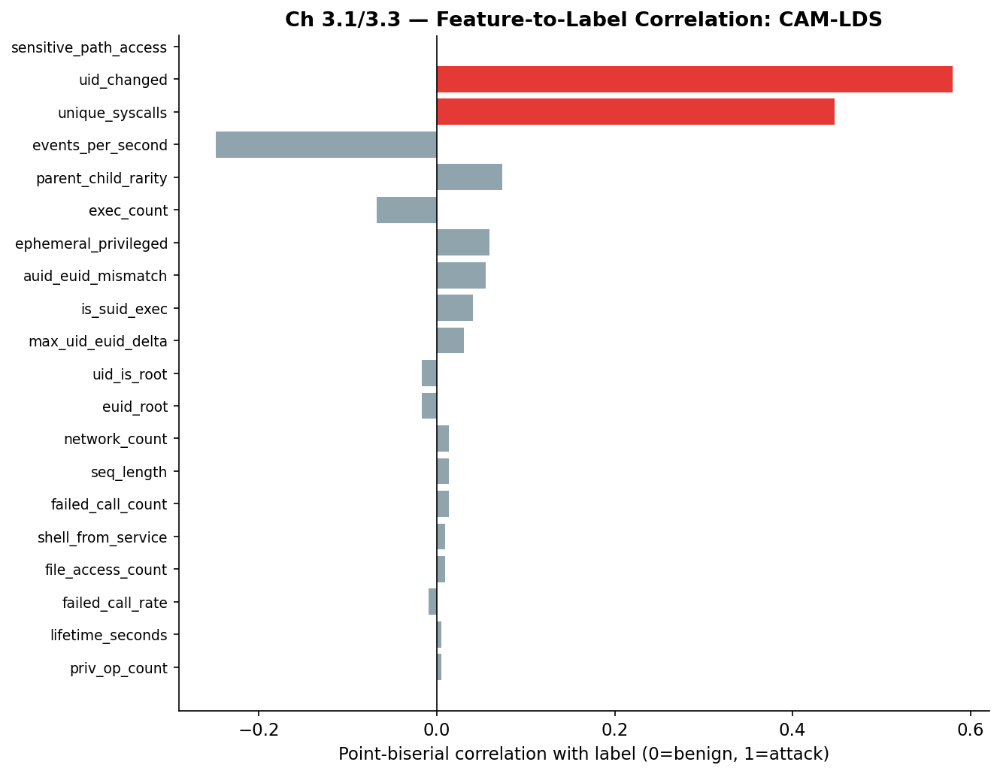 Ch 3.1/3.3 — Feature-to-Label Correlation: CAM-LDS
sensitive_path_access
uid_changed
unique_syscalls
events_per_second
parent_child_rarity
exec_count
ephemeral_privileged
auid_euid_mismatch
is_suid_exec
max_uid_euid_delta
uid_is_root
euid_root
network_count
seq_length
failed_call_count
shell_from_service
file_access_count
failed_call_rate
lifetime_seconds
priv_op_count
−0.2 0.0 0.2 0.4 0.6
Point-biserial correlation with label (0=benign, 1=attack)